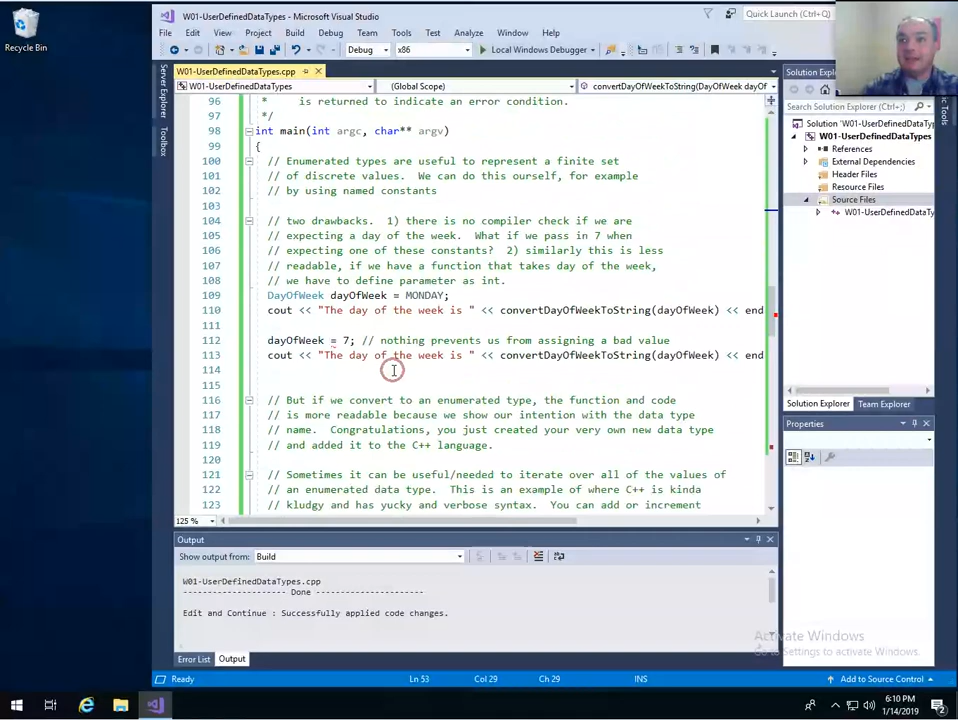 Recycle Bin
W01-UserDefinedDataTypes - Microsoft Visual Studio
Quick Launch (Ctrl+Q)
File Edit View Project Build Debug Team Tools Test Analyze Window Help
Debug x86 Local Windows Debugger
Server Explorer
Toolbox
W01-UserDefinedDataTypes.cpp
W01-UserDefinedDataTypes (Global Scope) convertDayOfWeekToString(DayOfWeek dayOf
96 * is returned to indicate an error condition.
97 */
98 int main(int argc, char** argv)
99 {
100 // Enumerated types are useful to represent a finite set
101 // of discrete values. We can do this ourself, for example
102 // by using named constants
103
104 // two drawbacks. 1) there is no compiler check if we are
105 // expecting a day of the week. What if we pass in 7 when
106 // expecting one of these constants? 2) similarly this is less
107 // readable, if we have a function that takes day of the week,
108 // we have to define parameter as int.
109 DayOfWeek dayOfWeek = MONDAY;
110 cout << "The day of the week is " << convertDayOfWeekToString(dayOfWeek) << end
111
112 dayOfWeek = 7; // nothing prevents us from assigning a bad value
113 cout << "The day of the week is " << convertDayOfWeekToString(dayOfWeek) << end
114
115
116 // But if we convert to an enumerated type, the function and code
117 // is more readable because we show our intention with the data type
118 // name. Congratulations, you just created your very own new data type
119 // and added it to the C++ language.
120
121 // Sometimes it can be useful/needed to iterate over all of the values of
122 // an enumerated data type. This is an example of where C++ is kinda
123 // kludgy and has yucky and verbose syntax. You can add or increment
125 %
Solution Explorer
Search Solution Explorer (Ctrl+;)
Solution 'W01-UserDefinedDataTypes'
W01-UserDefinedDataTypes
References
External Dependencies
Header Files
Resource Files
Source Files
W01-UserDefinedDataTy
Solution Explorer Team Explorer
Properties
Output
Show output from: Build
W01-UserDefinedDataTypes.cpp
-------------------- Done ----------------------
Edit and Continue : Successfully applied code changes.
Error List Output
Activate Windows
Go to Settings to activate Windows.
Ready Ln 53 Col 29 Ch 29 INS Add to Source Control
6:10 PM
1/14/2019
2